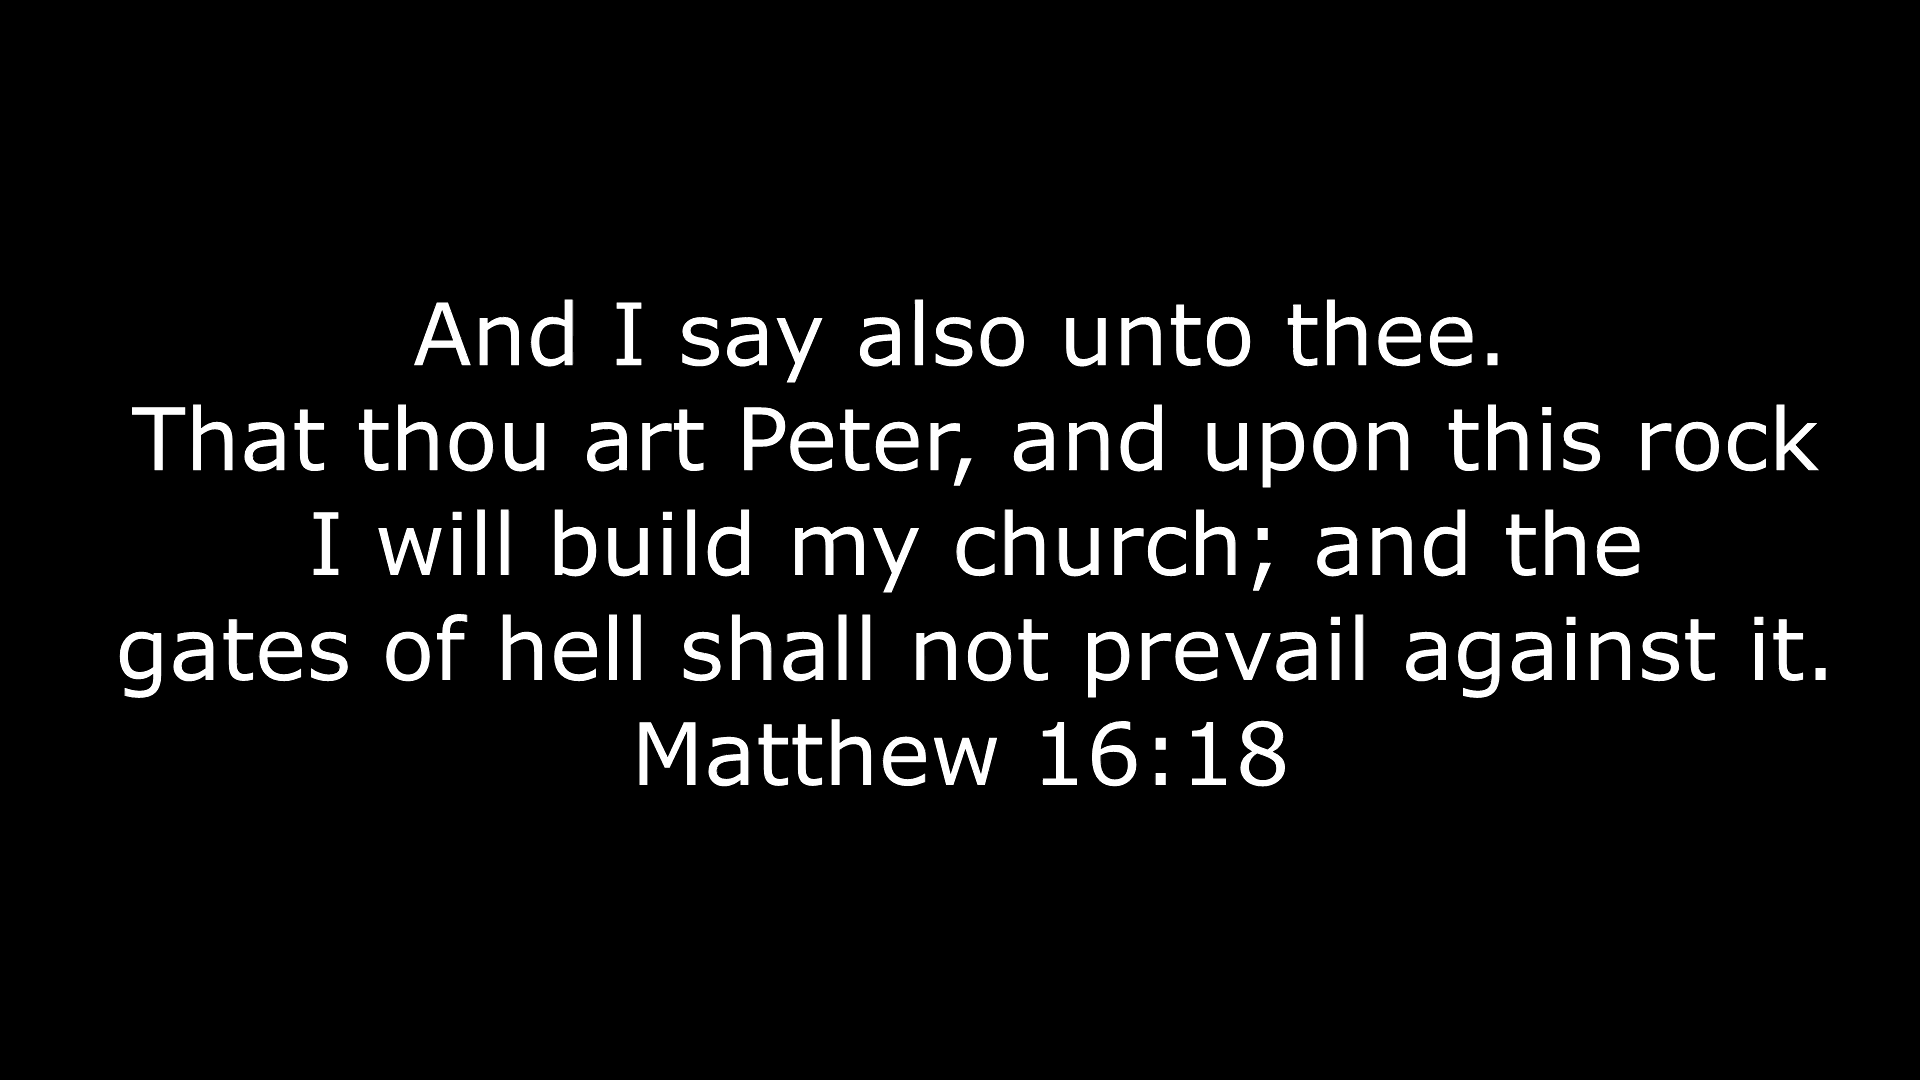 And I say also unto thee.
That thou art Peter, and upon this rock
I will build my church; and the
gates of hell shall not prevail against it.
Matthew 16:18